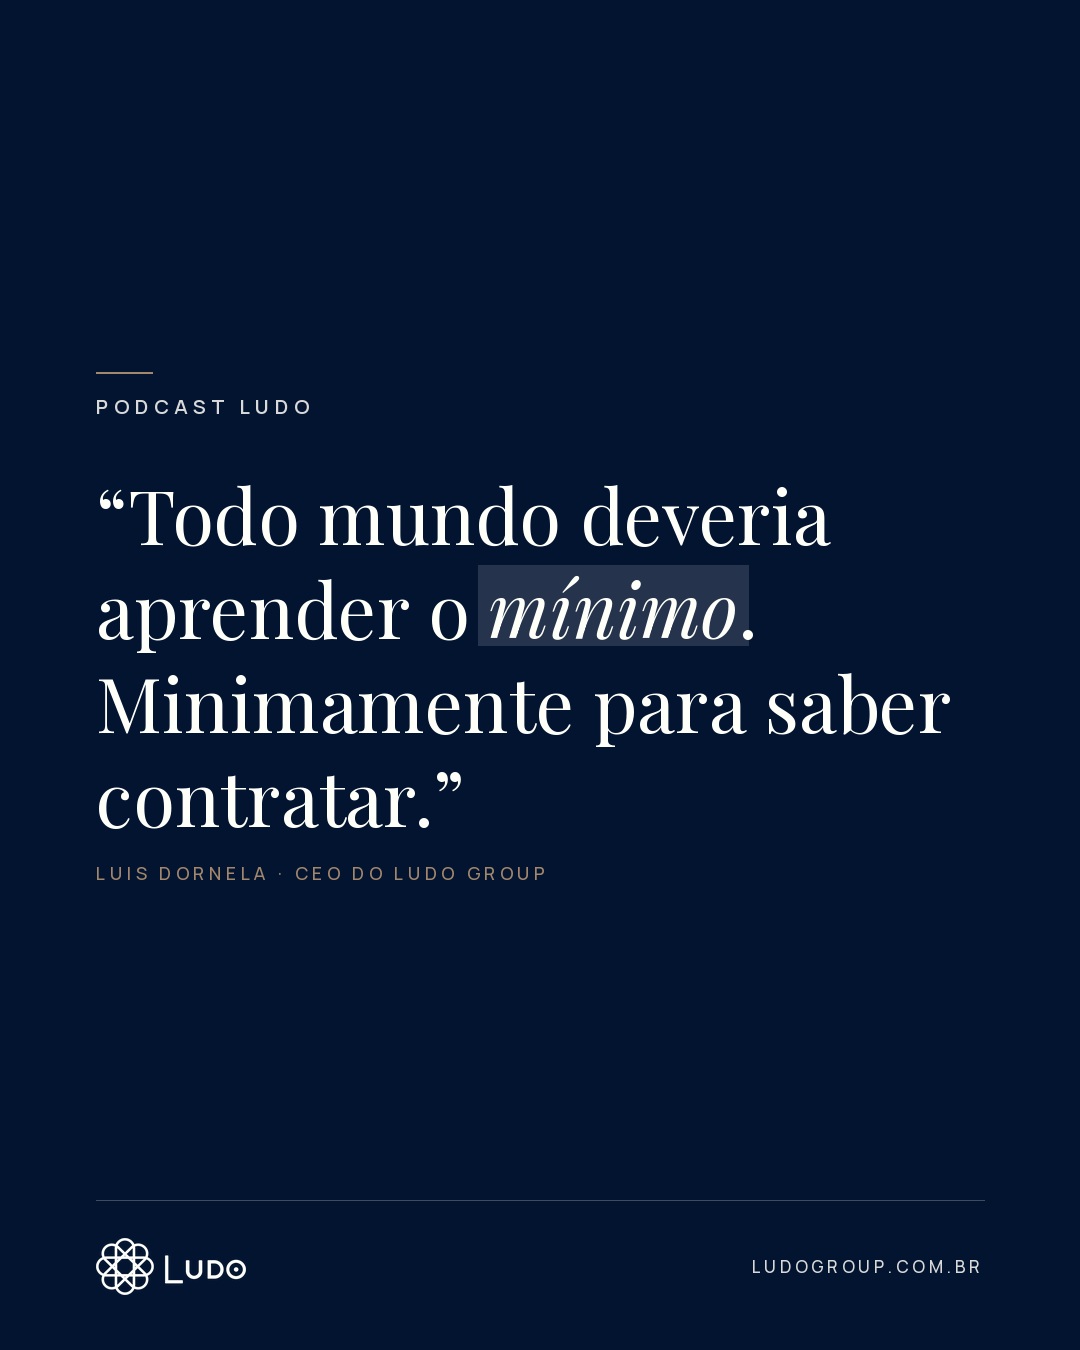 PODCAST LUDO
“Todo mundo deveria
aprender o mínimo.
Minimamente para saber
contratar.”
LUIS DORNELA · CEO DO LUDO GROUP
LUDO
LUDOGROUP.COM.BR